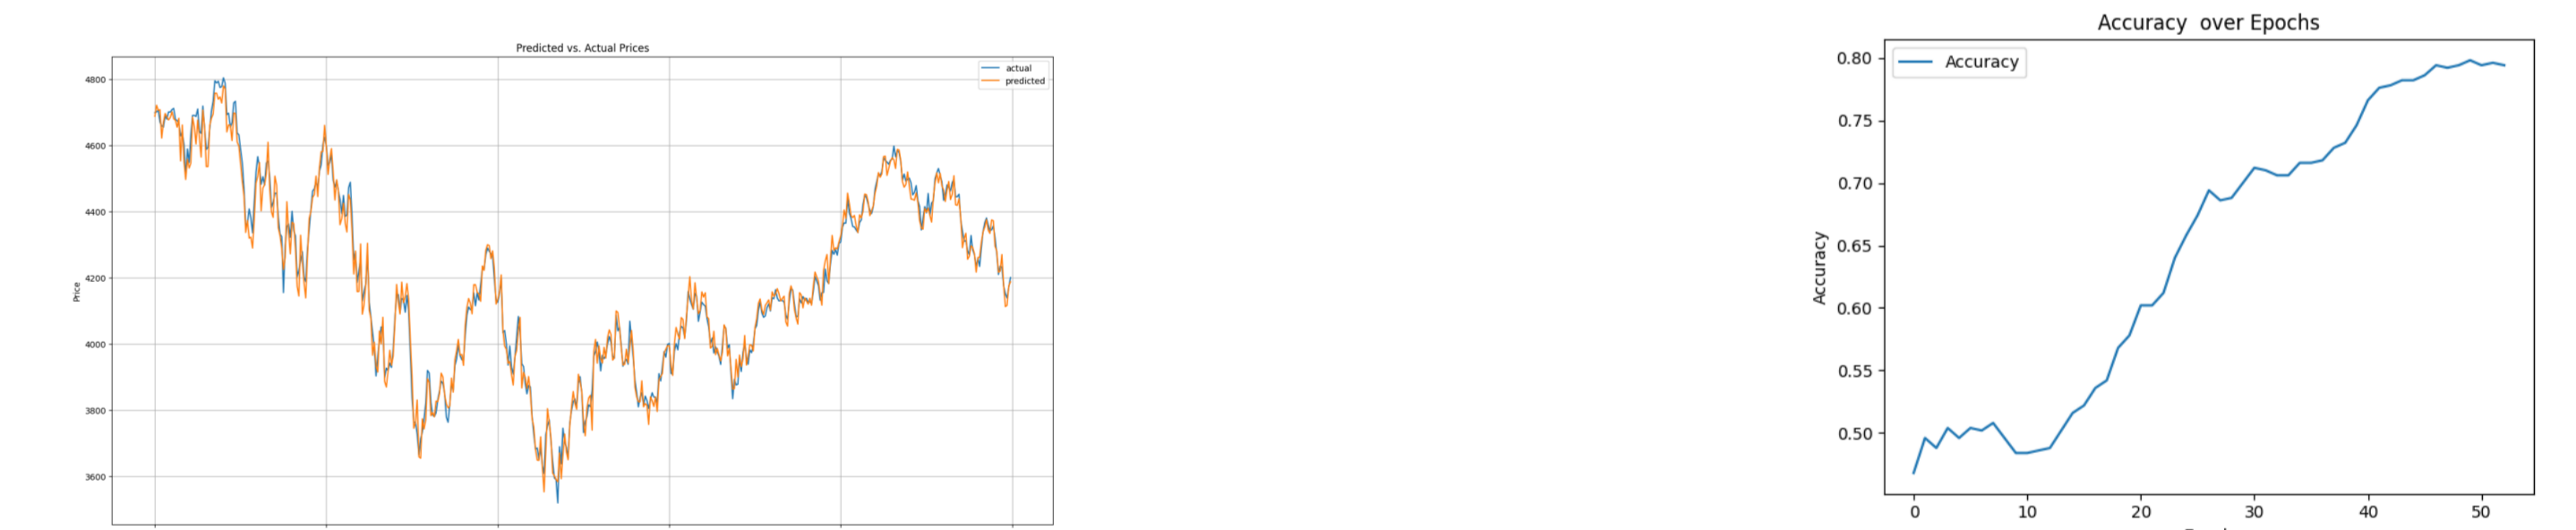 Predicted vs. Actual Prices
actual
predicted
4800
4600
4400
4200
4000
3800
3600
Price
Accuracy over Epochs
Accuracy
0.80
0.75
0.70
0.65
0.60
0.55
0.50
Accuracy
0 10 20 30 40 50